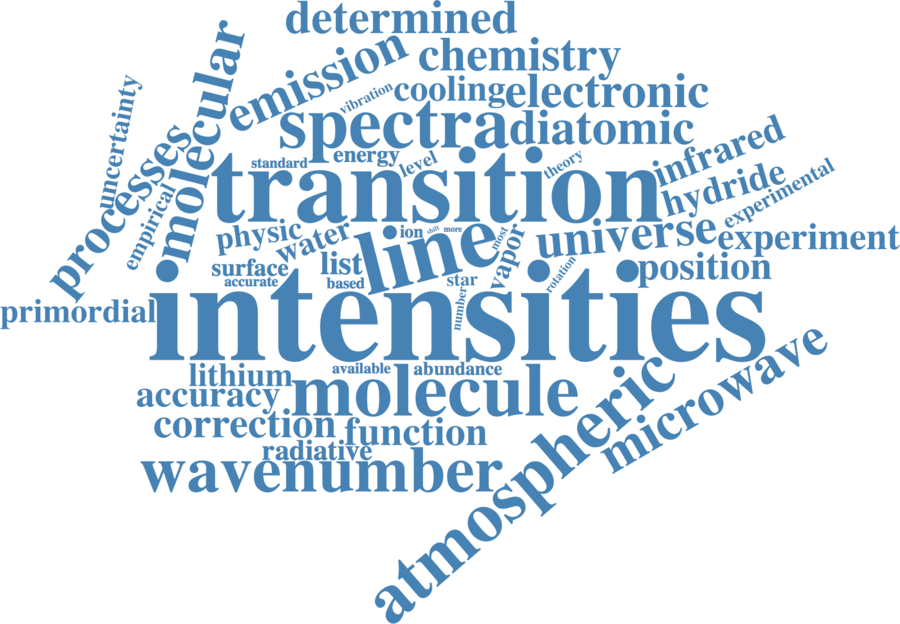 determined
chemistry
emission
molecular
vibration
cooling
electronic
uncertainty
spectra
diatomic
processes
standard
energy
level
theory
infrared
transition
hydride
experimental
empirical
physic
water
ion
shift
more
line
most
vapor
universe
experiment
surface
accurate
list
based
star
number
rotation
position
primordial
intensities
lithium
available
abundance
accuracy
molecule
atmospheric
microwave
correction
function
radiative
wavenumber